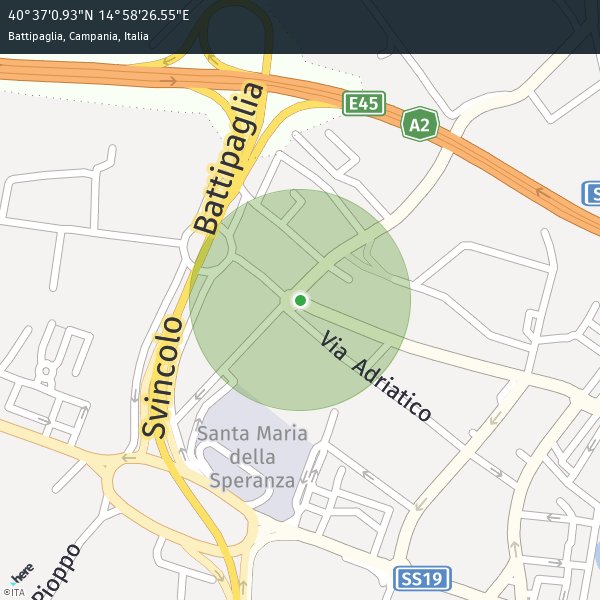 40°37'0.93"N 14°58'26.55"E
Battipaglia, Campania, Italia
E45
A2
S
Svincolo Battipaglia
Via Adriatico
Santa Maria
della
Speranza
SS19
Pioppo
here
©ITA